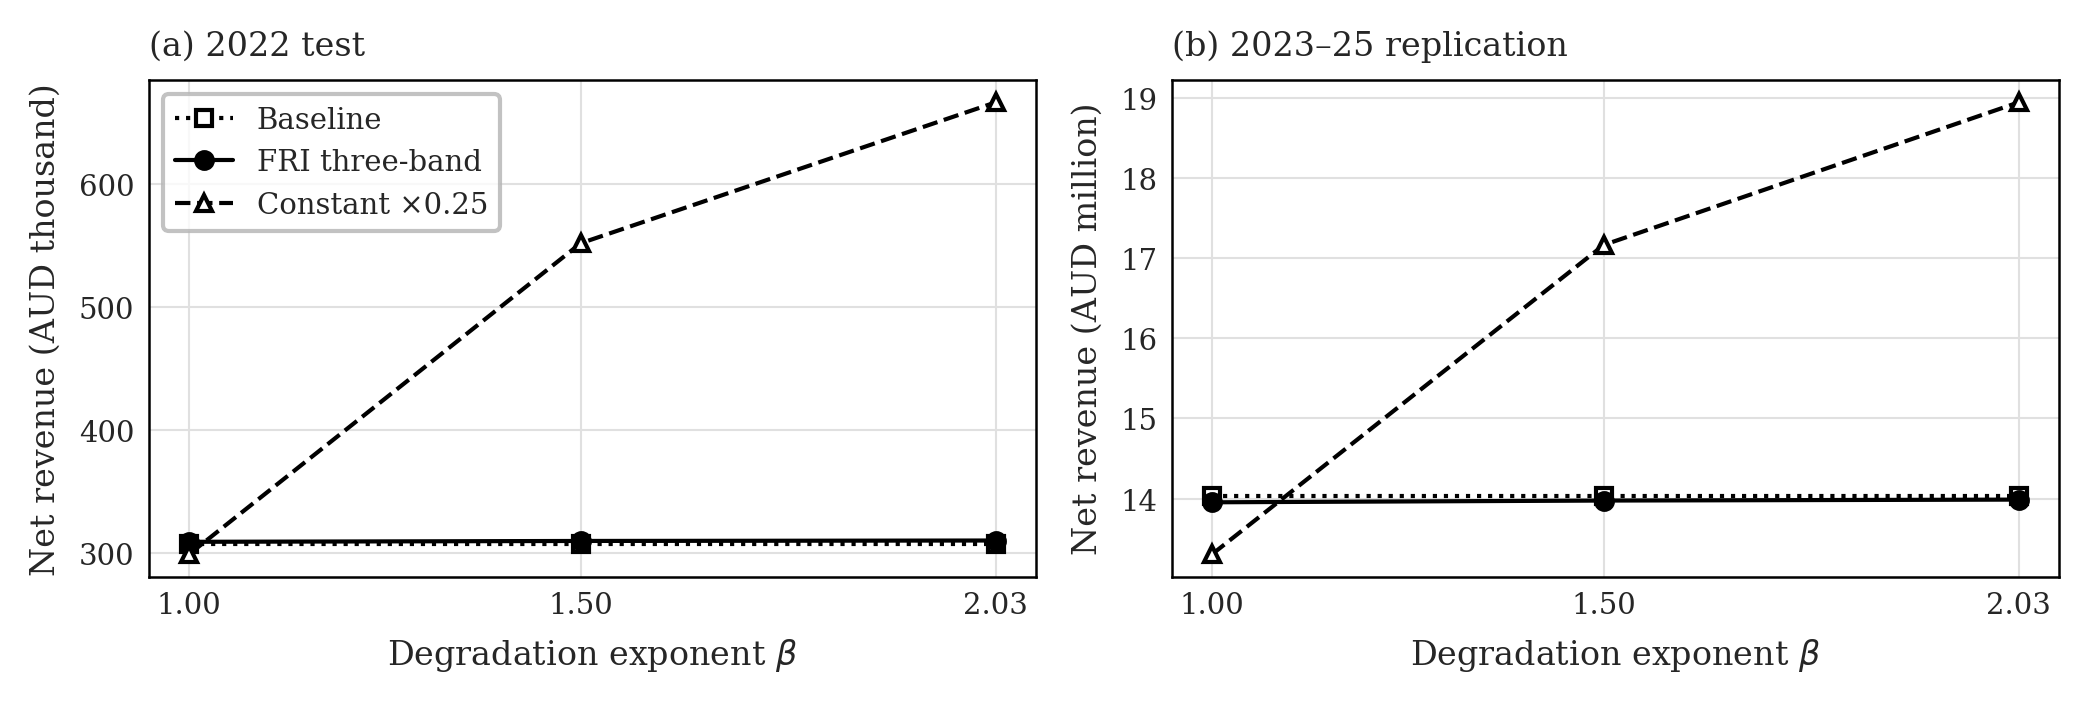 (a) 2022 test
Net revenue (AUD thousand)
600
500
400
300
Baseline
FRI three-band
Constant ×0.25
1.00 1.50 2.03
Degradation exponent β
(b) 2023–25 replication
Net revenue (AUD million)
19
18
17
16
15
14
1.00 1.50 2.03
Degradation exponent β